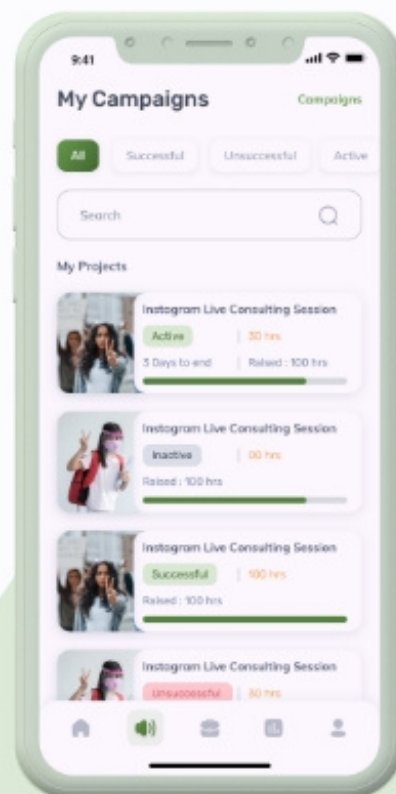 9:41
My Campaigns Campaigns
All Successful Unsuccessful Active
Search
My Projects
Instagram Live Consulting Session
Active 30 hrs
3 Days to end Raised : 100 hrs
Instagram Live Consulting Session
Inactive 00 hrs
Raised : 100 hrs
Instagram Live Consulting Session
Successful 100 hrs
Raised : 100 hrs
Instagram Live Consulting Session
Unsuccessful 80 hrs